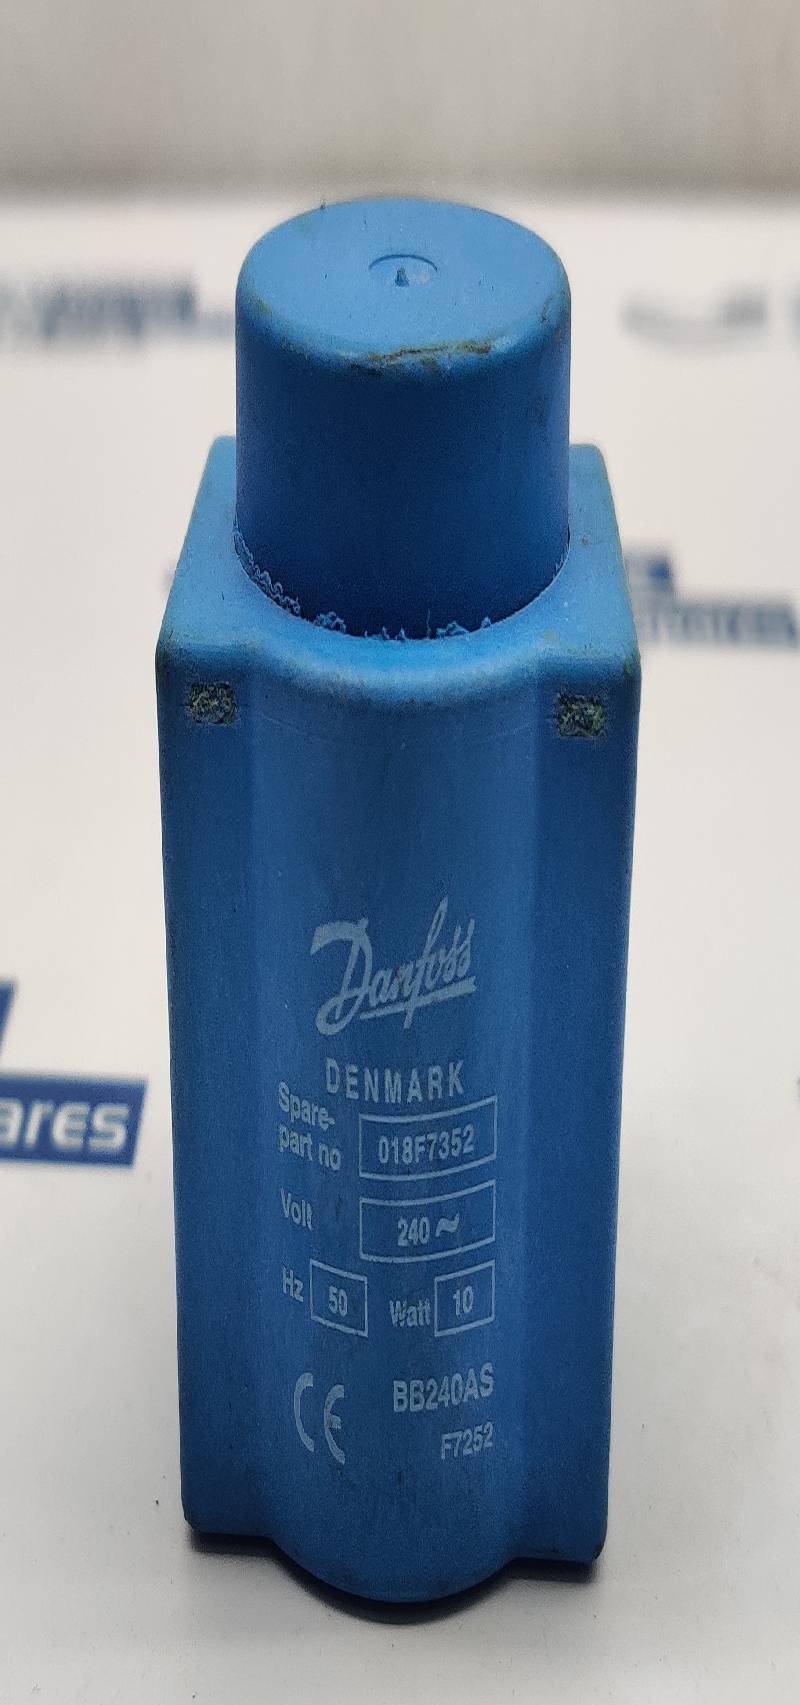 Danfoss
DENMARK
Spare-
part no 018F7352
Volt 240 ~
Hz 50 Watt 10
CE BB240AS
F7252
ares